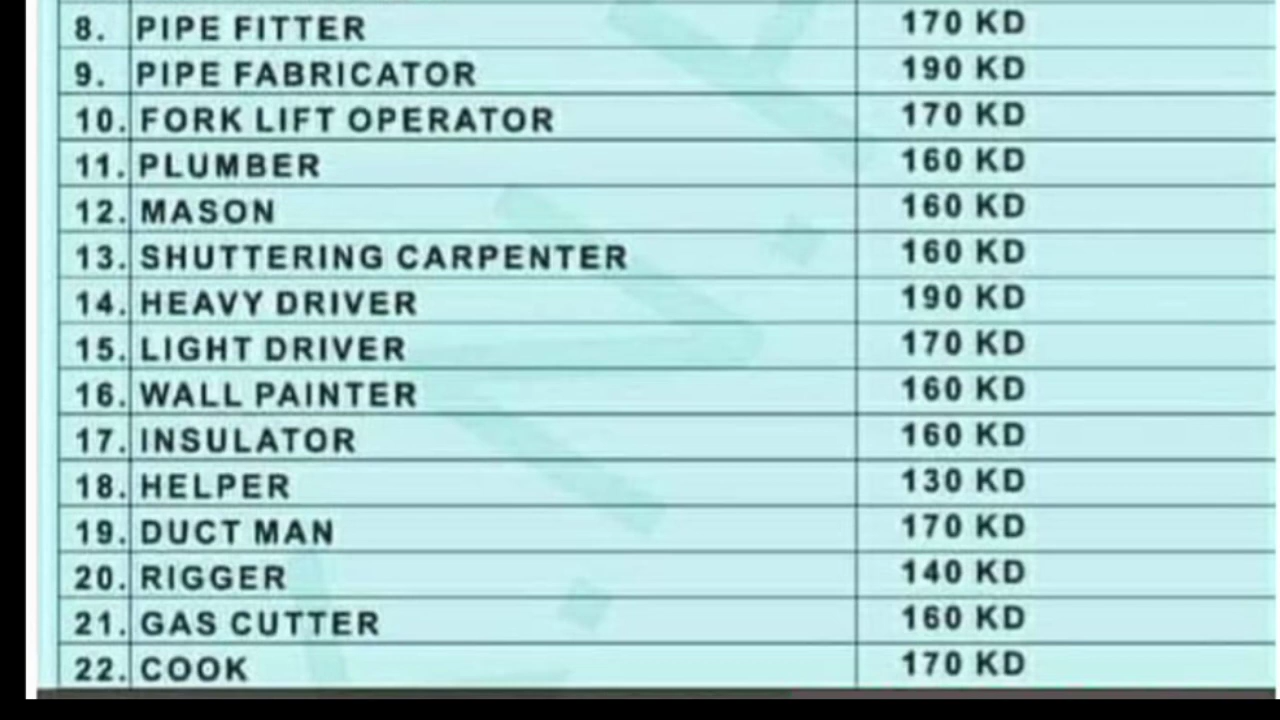 8. PIPE FITTER 170 KD
9. PIPE FABRICATOR 190 KD
10. FORK LIFT OPERATOR 170 KD
11. PLUMBER 160 KD
12. MASON 160 KD
13. SHUTTERING CARPENTER 160 KD
14. HEAVY DRIVER 190 KD
15. LIGHT DRIVER 170 KD
16. WALL PAINTER 160 KD
17. INSULATOR 160 KD
18. HELPER 130 KD
19. DUCT MAN 170 KD
20. RIGGER 140 KD
21. GAS CUTTER 160 KD
22. COOK 170 KD